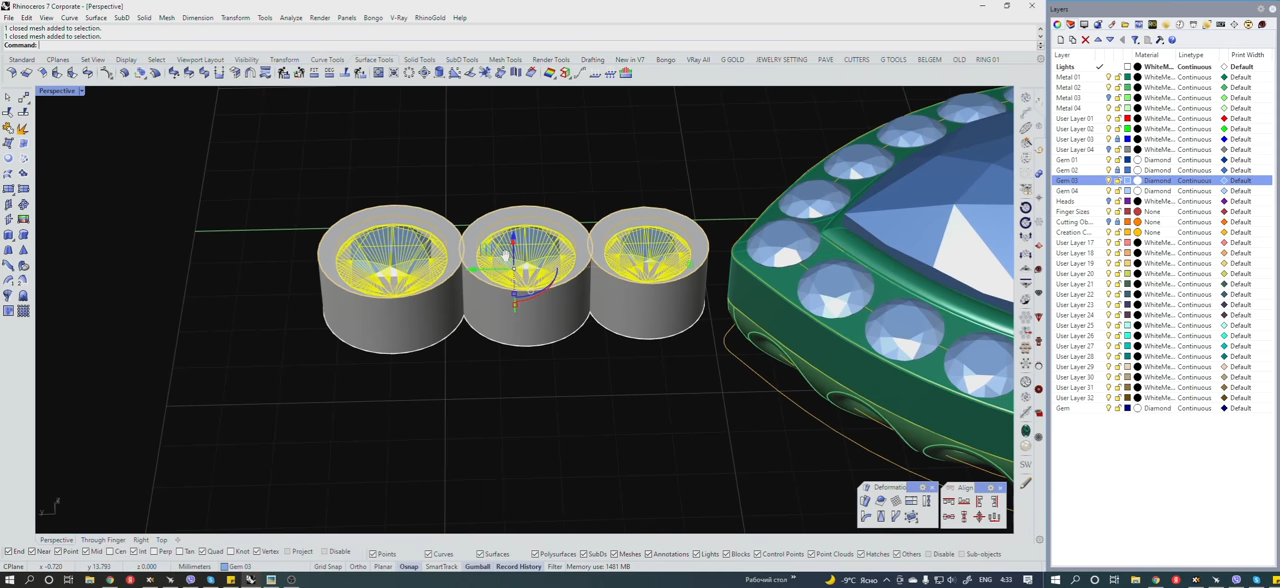 Rhinoceros 7 Corporate - [Perspective]
File Edit View Curve Surface SubD Solid Mesh Dimension Transform Tools Analyze Render Panels Bongo V-Ray RhinoGold Help
1 closed mesh added to selection.
1 closed mesh added to selection.
Command:
Standard CPlanes Set View Display Select Viewport Layout Visibility Transform Curve Tools Surface Tools Solid Tools SubD Tools Mesh Tools Render Tools Drafting New in V7 Bongo VRay All G GOLD JEWELRY SETTING PAVE CUTTERS G TOOLS BELGEM OLD RING 01
Perspective
Layers
Layer Material Linetype Print Width
Lights WhiteM... Continuous Default
Metal 01 WhiteMe... Continuous Default
Metal 02 WhiteMe... Continuous Default
Metal 03 WhiteMe... Continuous Default
Metal 04 WhiteMe... Continuous Default
User Layer 01 WhiteMe... Continuous Default
User Layer 02 WhiteMe... Continuous Default
User Layer 03 WhiteMe... Continuous Default
User Layer 04 WhiteMe... Continuous Default
Gem 01 Diamond Continuous Default
Gem 02 Diamond Continuous Default
Gem 03 Diamond Continuous Default
Gem 04 Diamond Continuous Default
Heads WhiteMe... Continuous Default
Finger Sizes None Continuous Default
Cutting Obj... None Continuous Default
Creation C... None Continuous Default
User Layer 17 WhiteMe... Continuous Default
User Layer 18 WhiteMe... Continuous Default
User Layer 19 WhiteMe... Continuous Default
User Layer 20 WhiteMe... Continuous Default
User Layer 21 WhiteMe... Continuous Default
User Layer 22 WhiteMe... Continuous Default
User Layer 23 WhiteMe... Continuous Default
User Layer 24 WhiteMe... Continuous Default
User Layer 25 WhiteMe... Continuous Default
User Layer 26 WhiteMe... Continuous Default
User Layer 27 WhiteMe... Continuous Default
User Layer 28 WhiteMe... Continuous Default
User Layer 29 WhiteMe... Continuous Default
User Layer 30 WhiteMe... Continuous Default
User Layer 31 WhiteMe... Continuous Default
User Layer 32 WhiteMe... Continuous Default
Gem Diamond Continuous Default
SW
Deformatio Align
Perspective Through Finger Right Top
End Near Point Mid Cen Int Perp Tan Quad Knot Vertex Project Disable Points Curves Surfaces Polysurfaces SubDs Meshes Annotations Lights Blocks Control Points Point Clouds Hatches Others Disable Sub-objects
CPlane x -0.720 y 13.793 z 0.000 Millimeters Gem 03 Grid Snap Ortho Planar Osnap SmartTrack Gumball Record History Filter Memory use: 1481 MB
Рабочий стол -9°C Ясно ENG 4:33